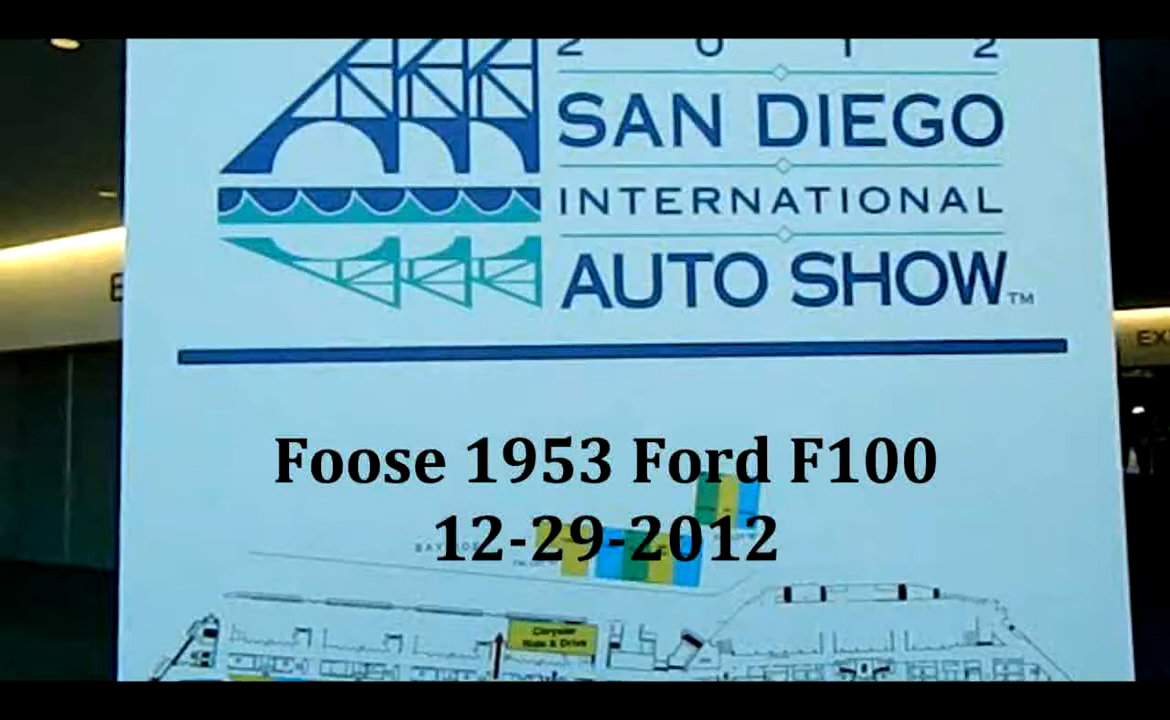 2 0 1 2
SAN DIEGO
INTERNATIONAL
AUTO SHOW™
EX
Foose 1953 Ford F100
12-29-2012
Chrysler
Ride & Drive